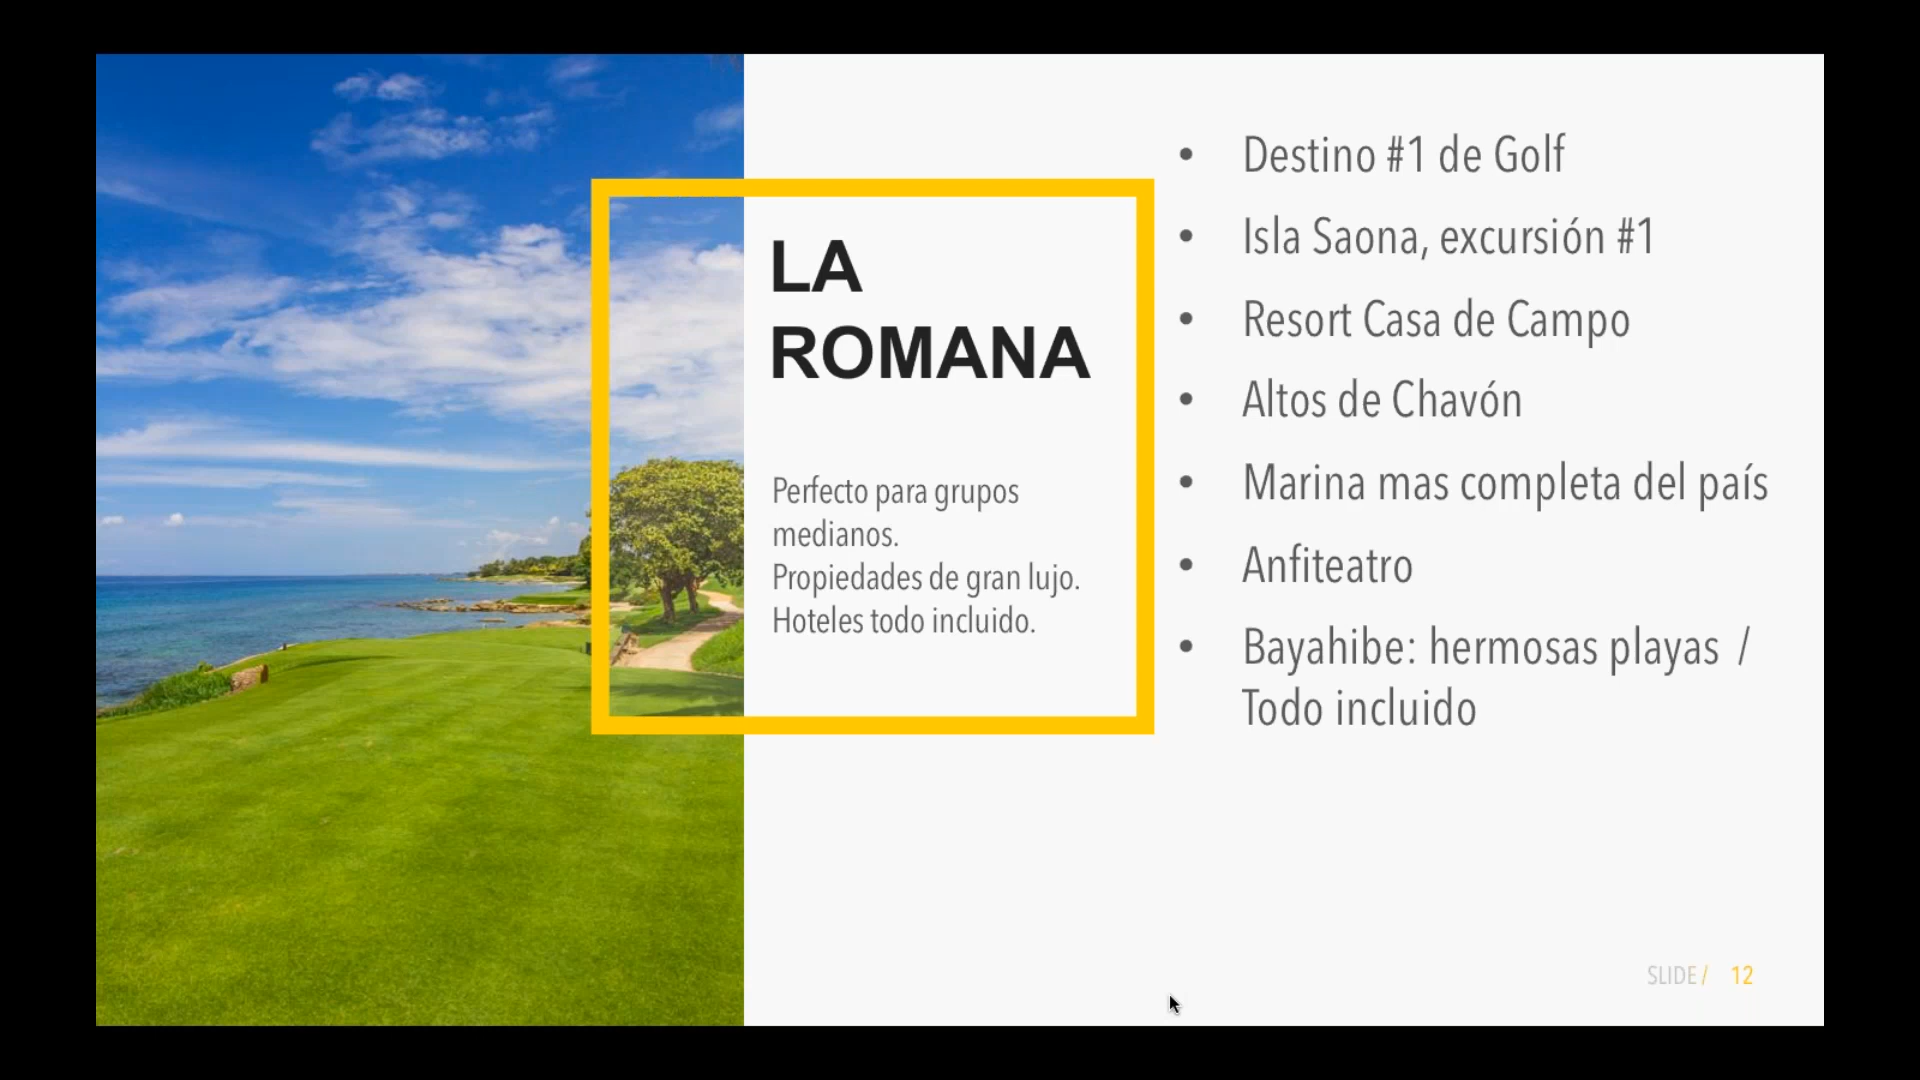 LA
ROMANA
Perfecto para grupos
medianos.
Propiedades de gran lujo.
Hoteles todo incluido.
• Destino #1 de Golf
• Isla Saona, excursión #1
• Resort Casa de Campo
• Altos de Chavón
• Marina mas completa del país
• Anfiteatro
• Bayahibe: hermosas playas /
Todo incluido
SLIDE / 12